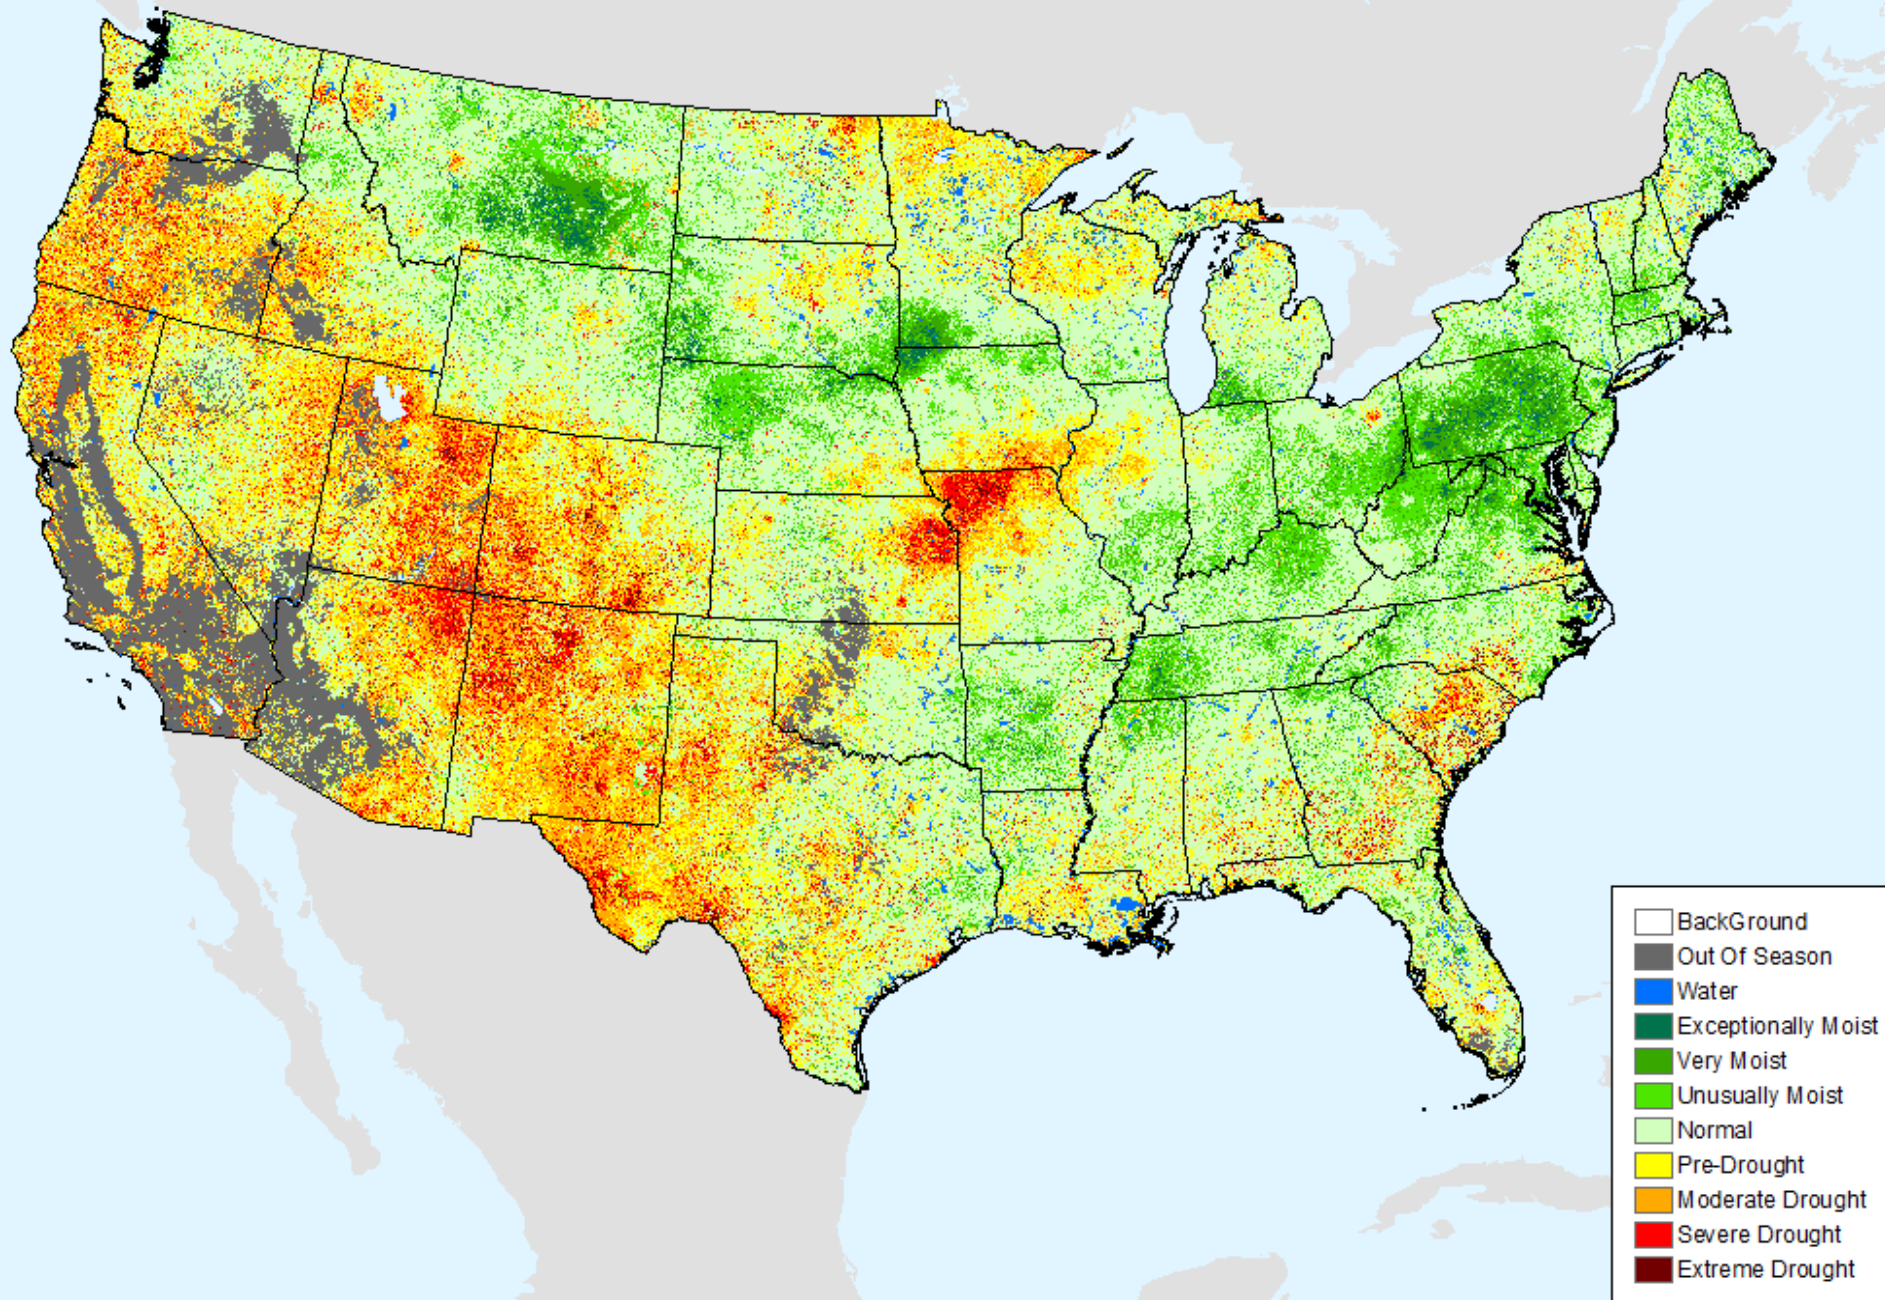 BackGround
Out Of Season
Water
Exceptionally Moist
Very Moist
Unusually Moist
Normal
Pre-Drought
Moderate Drought
Severe Drought
Extreme Drought